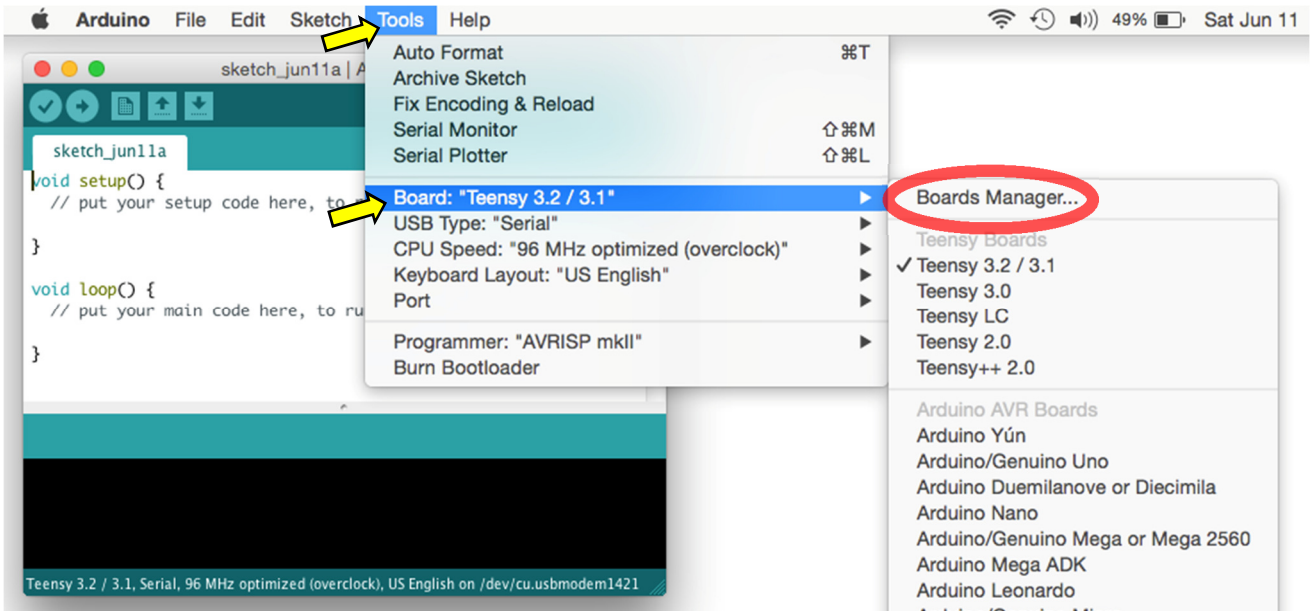 Arduino File Edit Sketch Tools Help 49% Sat Jun 11
sketch_jun11a | A
sketch_jun11a
void setup() {
// put your setup code here, to r
}
void loop() {
// put your main code here, to ru
}
Teensy 3.2 / 3.1, Serial, 96 MHz optimized (overclock), US English on /dev/cu.usbmodem1421
Auto Format ⌘T
Archive Sketch
Fix Encoding & Reload
Serial Monitor ⇧⌘M
Serial Plotter ⇧⌘L
Board: "Teensy 3.2 / 3.1"
USB Type: "Serial"
CPU Speed: "96 MHz optimized (overclock)"
Keyboard Layout: "US English"
Port
Programmer: "AVRISP mkII"
Burn Bootloader
Boards Manager...
Teensy Boards
✓ Teensy 3.2 / 3.1
Teensy 3.0
Teensy LC
Teensy 2.0
Teensy++ 2.0
Arduino AVR Boards
Arduino Yún
Arduino/Genuino Uno
Arduino Duemilanove or Diecimila
Arduino Nano
Arduino/Genuino Mega or Mega 2560
Arduino Mega ADK
Arduino Leonardo